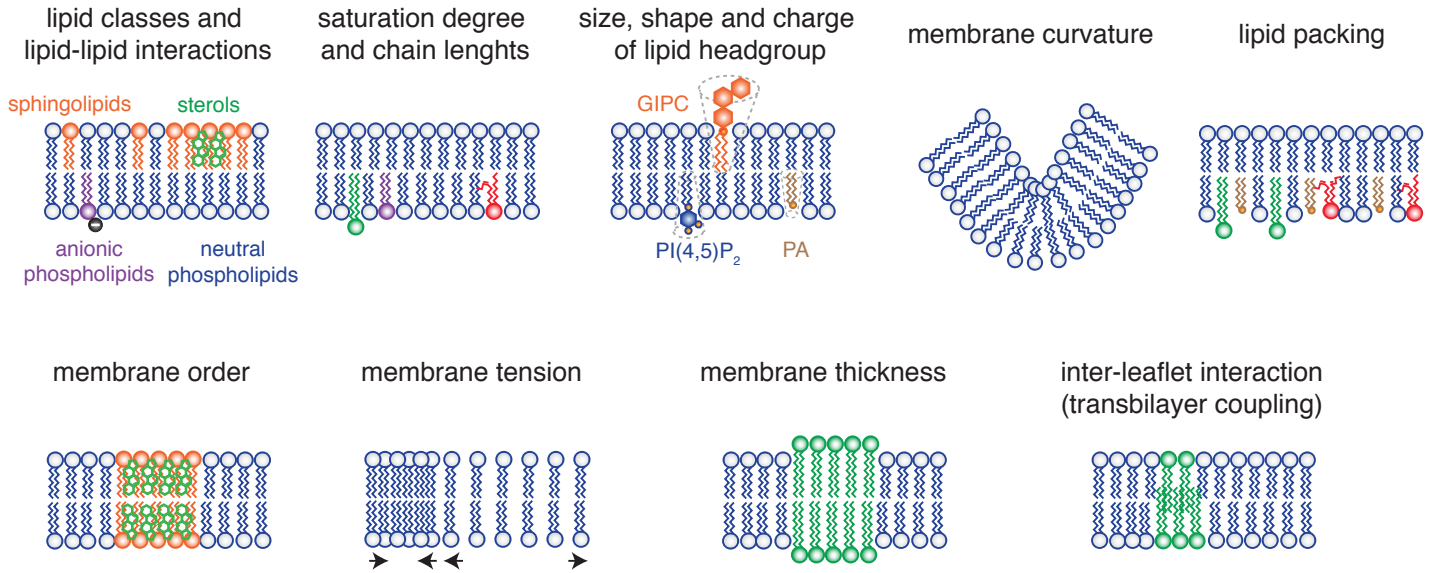 lipid classes and
lipid-lipid interactions
saturation degree
and chain lenghts
size, shape and charge
of lipid headgroup
membrane curvature
lipid packing
sphingolipids
sterols
GIPC
anionic
phospholipids
neutral
phospholipids
PI(4,5)P₂
PA
membrane order
membrane tension
membrane thickness
inter-leaflet interaction
(transbilayer coupling)